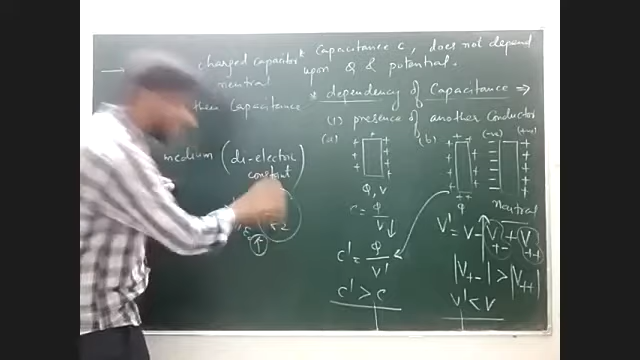 charged capacitor
neutral
then Capacitance
medium (di-electric
constant)
* Capacitance C, does not depend
upon Q & potential.
* dependency of Capacitance ⇒
(1) presence of another Conductor
(a)
Q, V
C = Q/V ↓
C' = Q/V'
C' > C
(b)
(-ve) (++)
Q
Neutral
V' = V - V+- + V++
|V+-| > |V++|
V' < V